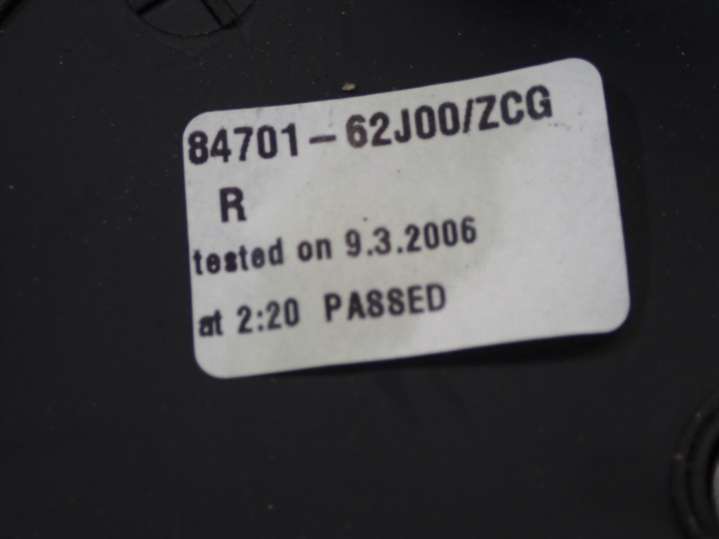 84701-62J00/ZCG
R
tested on 9.3.2006
at 2:20 PASSED